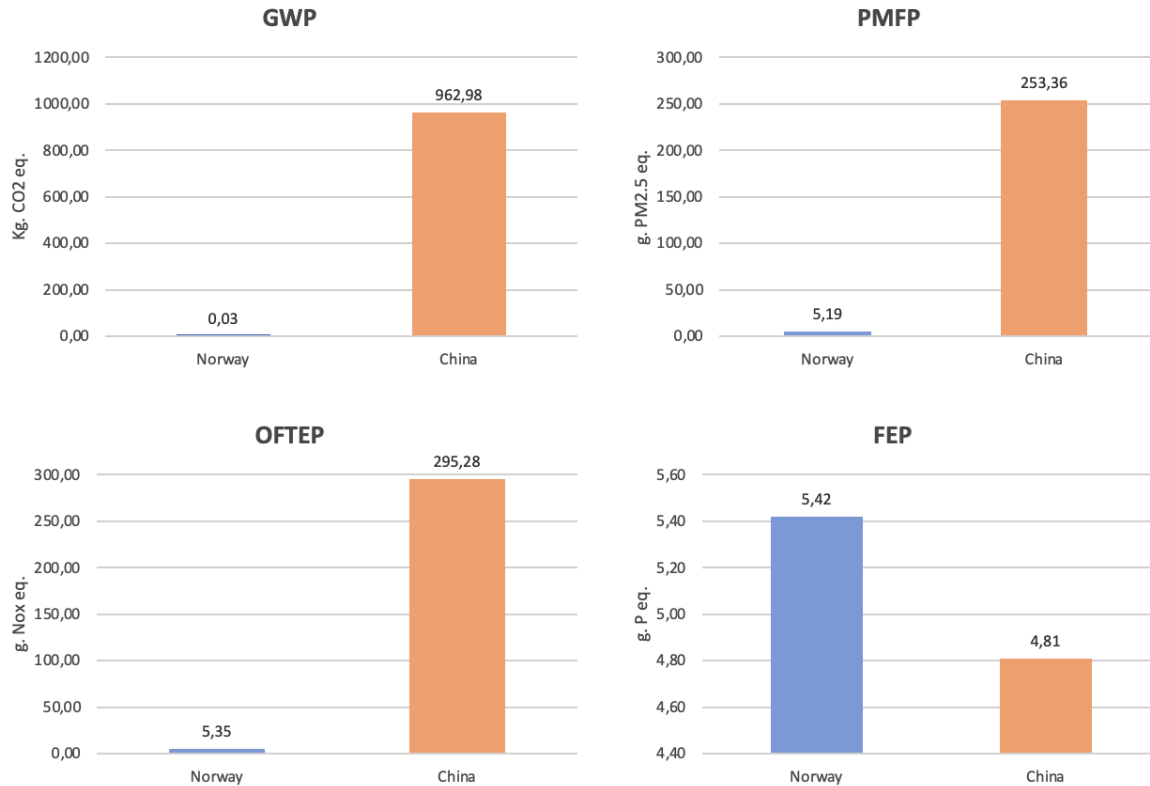 GWP
1200,00
1000,00
800,00
600,00
400,00
200,00
0,00
Kg. CO2 eq.
0,03
962,98
Norway
China
PMFP
300,00
250,00
200,00
150,00
100,00
50,00
0,00
g. PM2.5 eq.
5,19
253,36
Norway
China
OFTEP
300,00
250,00
200,00
150,00
100,00
50,00
0,00
g. Nox eq.
5,35
295,28
Norway
China
FEP
5,60
5,40
5,20
5,00
4,80
4,60
4,40
g. P eq.
5,42
4,81
Norway
China